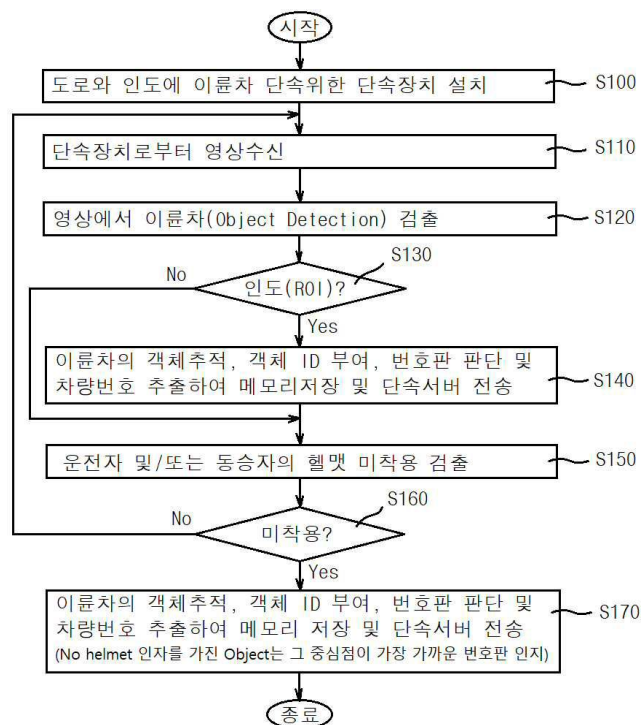 시작
도로와 인도에 이륜차 단속위한 단속장치 설치
S100
단속장치로부터 영상수신
S110
영상에서 이륜차(Object Detection) 검출
S120
S130
No
인도(ROI)?
Yes
이륜차의 객체추적, 객체 ID 부여, 번호판 판단 및
차량번호 추출하여 메모리저장 및 단속서버 전송
S140
운전자 및/또는 동승자의 헬맷 미착용 검출
S150
S160
No
미착용?
Yes
이륜차의 객체추적, 객체 ID 부여, 번호판 판단 및
차량번호 추출하여 메모리 저장 및 단속서버 전송
(No helmet 인자를 가진 Object는 그 중심점이 가장 가까운 번호판 인지)
S170
종료